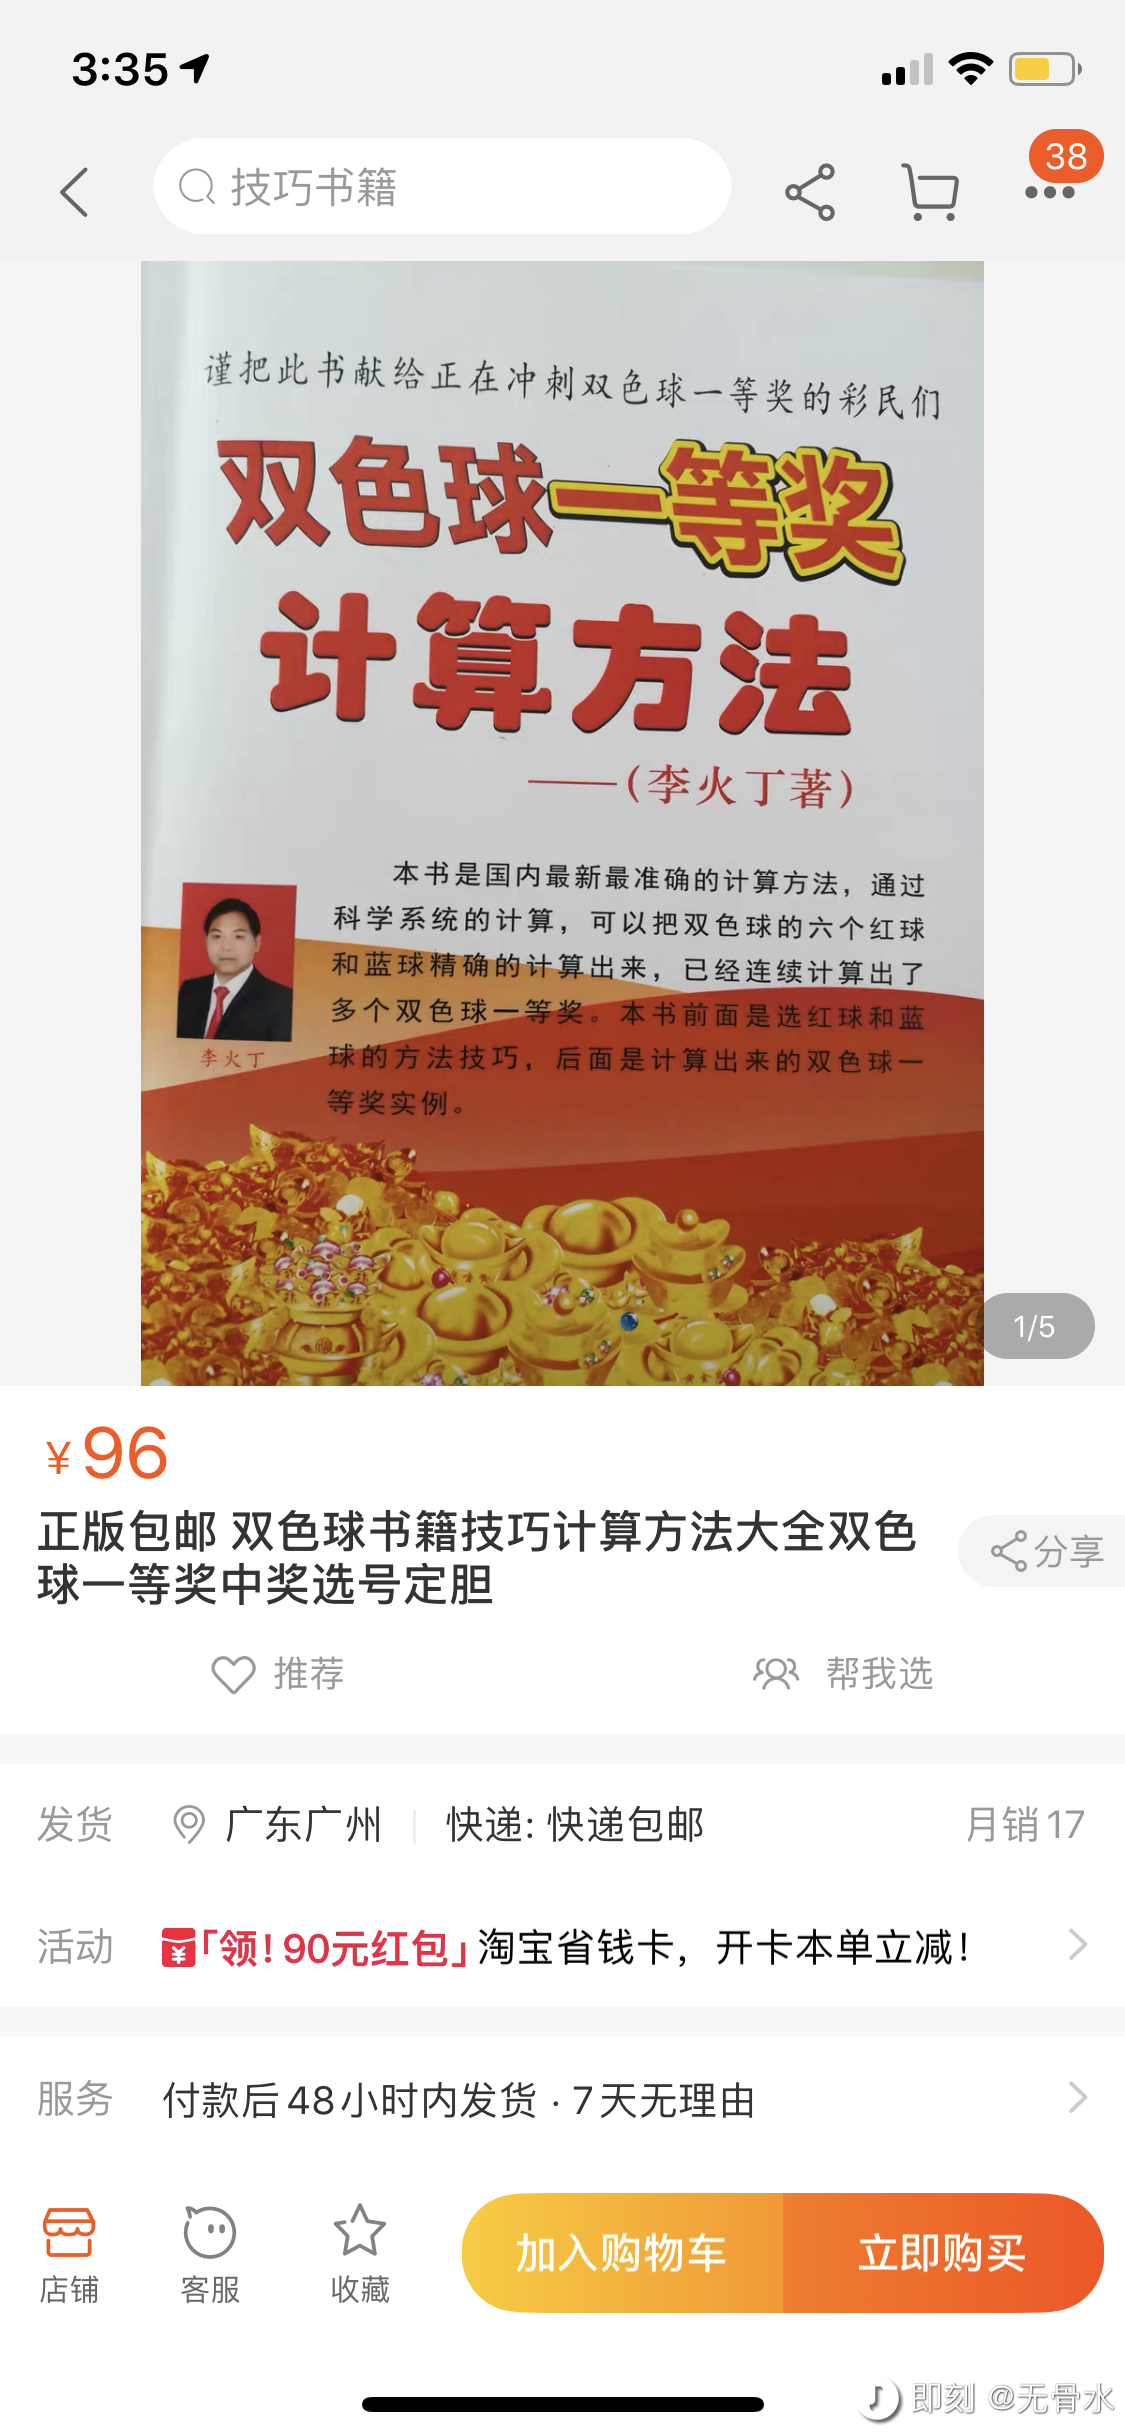 3:35
38
技巧书籍
谨把此书献给正在冲刺双色球一等奖的彩民们
双色球一等奖
计算方法
——(李火丁著)
本书是国内最新最准确的计算方法，通过
科学系统的计算，可以把双色球的六个红球
和蓝球精确的计算出来，已经连续计算出了
多个双色球一等奖。本书前面是选红球和蓝
球的方法技巧，后面是计算出来的双色球一
等奖实例。
李火丁
1/5
¥96
正版包邮 双色球书籍技巧计算方法大全双色
球一等奖中奖选号定胆
分享
推荐
帮我选
发货 广东广州 快递: 快递包邮 月销17
活动 「领! 90元红包」淘宝省钱卡，开卡本单立减!
服务 付款后48小时内发货 · 7天无理由
店铺 客服 收藏 加入购物车 立即购买
即刻 @无骨水